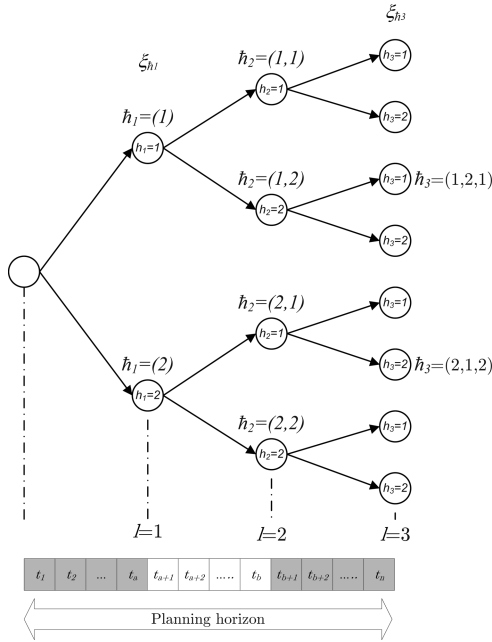 ξℏ3
h3=1
ξℏ1
ℏ2=(1,1)
h2=1
ℏ1=(1)
h3=2
h1=1
ℏ2=(1,2)
h3=1 ℏ3=(1,2,1)
h2=2
h3=2
ℏ2=(2,1)
h3=1
h2=1
ℏ1=(2)
h3=2 ℏ3=(2,1,2)
h1=2
ℏ2=(2,2)
h3=1
h2=2
h3=2
l=1 l=2 l=3
t1 t2 ... ta ta+1 ta+2 ..... tb tb+1 tb+2 ..... tn
Planning horizon